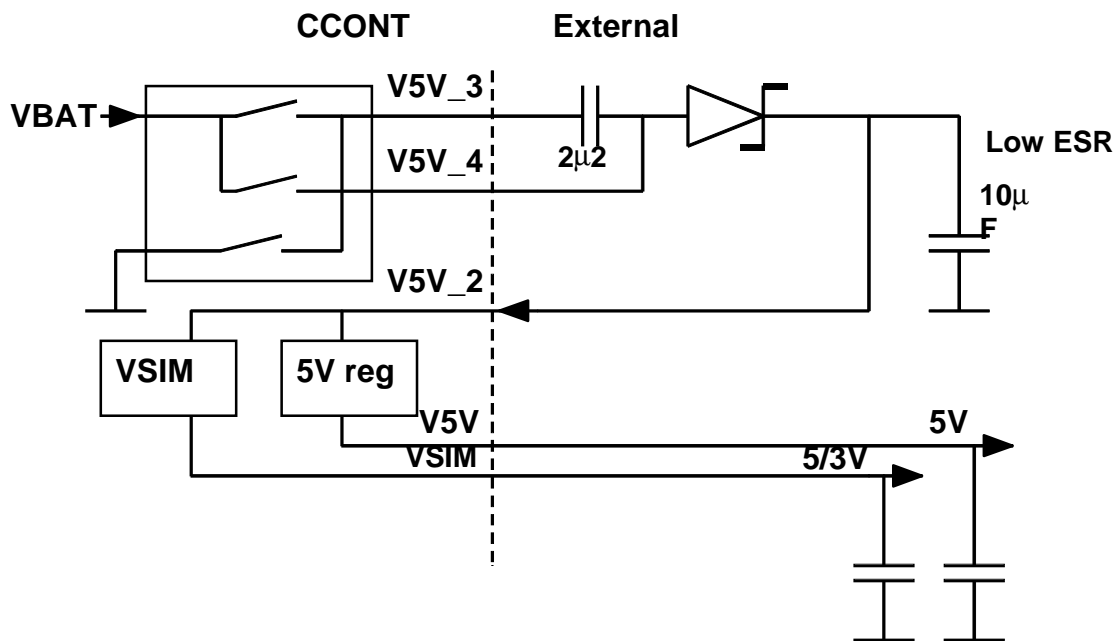 CCONT
External
V5V_3
VBAT
2μ2
Low ESR
V5V_4
10μ
F
V5V_2
VSIM
5V reg
V5V
5V
VSIM
5/3V